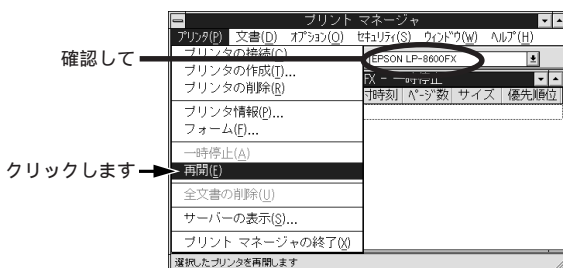 プリント マネージャ
プリンタ(P) 文書(D) オプション(O) セキュリティ(S) ウィンドウ(W) ヘルプ(H)
確認して
プリンタの接続(C)...
EPSON LP-8600FX
プリンタの作成(T)...
FX - 一時停止
プリンタの削除(R)
付時刻 ページ数 サイズ 優先順位
プリンタ情報(P)...
フォーム(F)...
一時停止(A)
クリックします
再開(E)
全文書の削除(U)
サーバーの表示(S)...
プリント マネージャの終了(X)
選択したプリンタを再開します